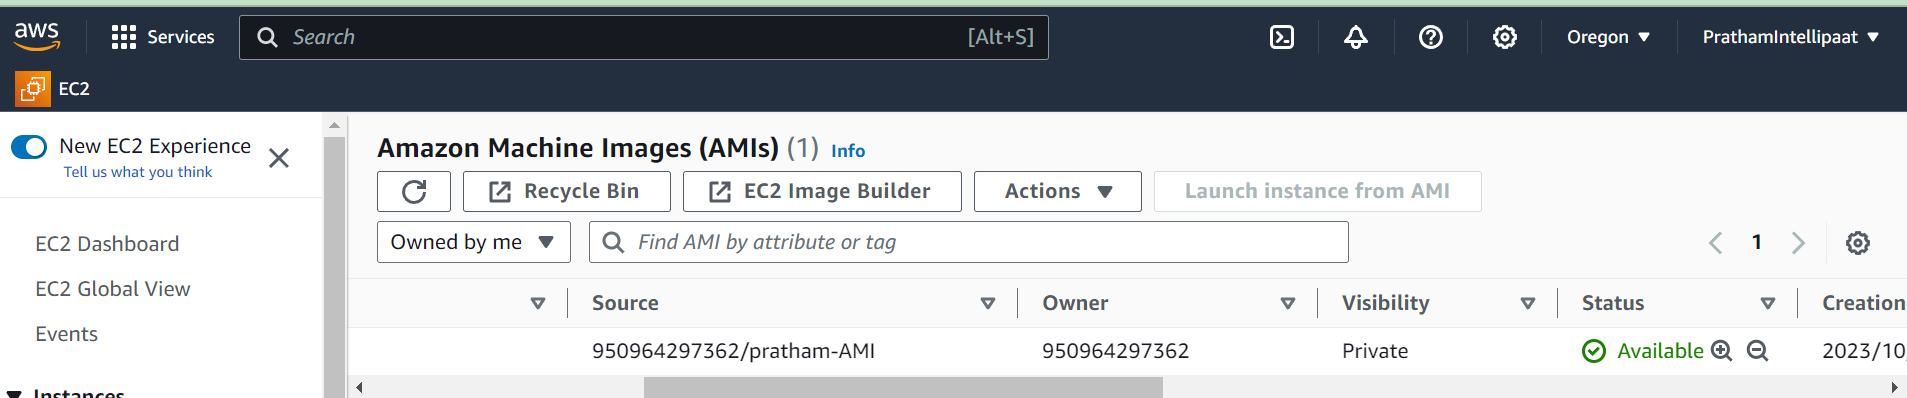 aws Services Search [Alt+S] Oregon PrathamIntellipaat
EC2
New EC2 Experience
Tell us what you think
EC2 Dashboard
EC2 Global View
Events
Instances
Amazon Machine Images (AMIs) (1) Info
Recycle Bin EC2 Image Builder Actions Launch instance from AMI
Owned by me Find AMI by attribute or tag 1
Source Owner Visibility Status Creation
950964297362/pratham-AMI 950964297362 Private Available 2023/10/